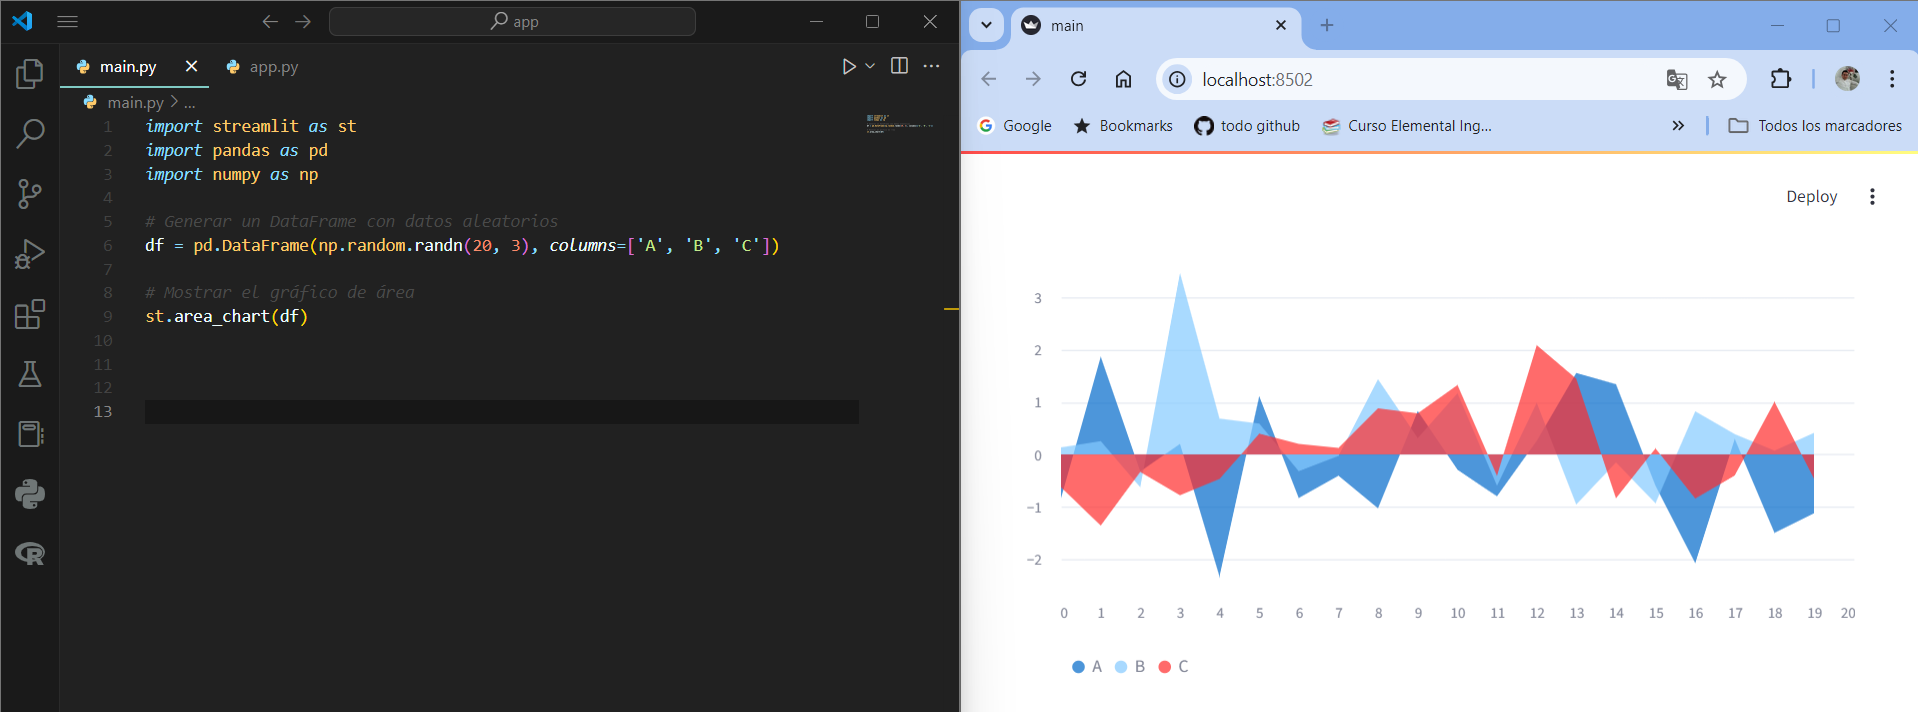 app
main.py
app.py
main.py > ...
1 import streamlit as st
2 import pandas as pd
3 import numpy as np
4
5 # Generar un DataFrame con datos aleatorios
6 df = pd.DataFrame(np.random.randn(20, 3), columns=['A', 'B', 'C'])
7
8 # Mostrar el gráfico de área
9 st.area_chart(df)
10
11
12
13
main
localhost:8502
Google
Bookmarks
todo github
Curso Elemental Ing...
Todos los marcadores
Deploy
3
2
1
0
−1
−2
0 1 2 3 4 5 6 7 8 9 10 11 12 13 14 15 16 17 18 19 20
A B C